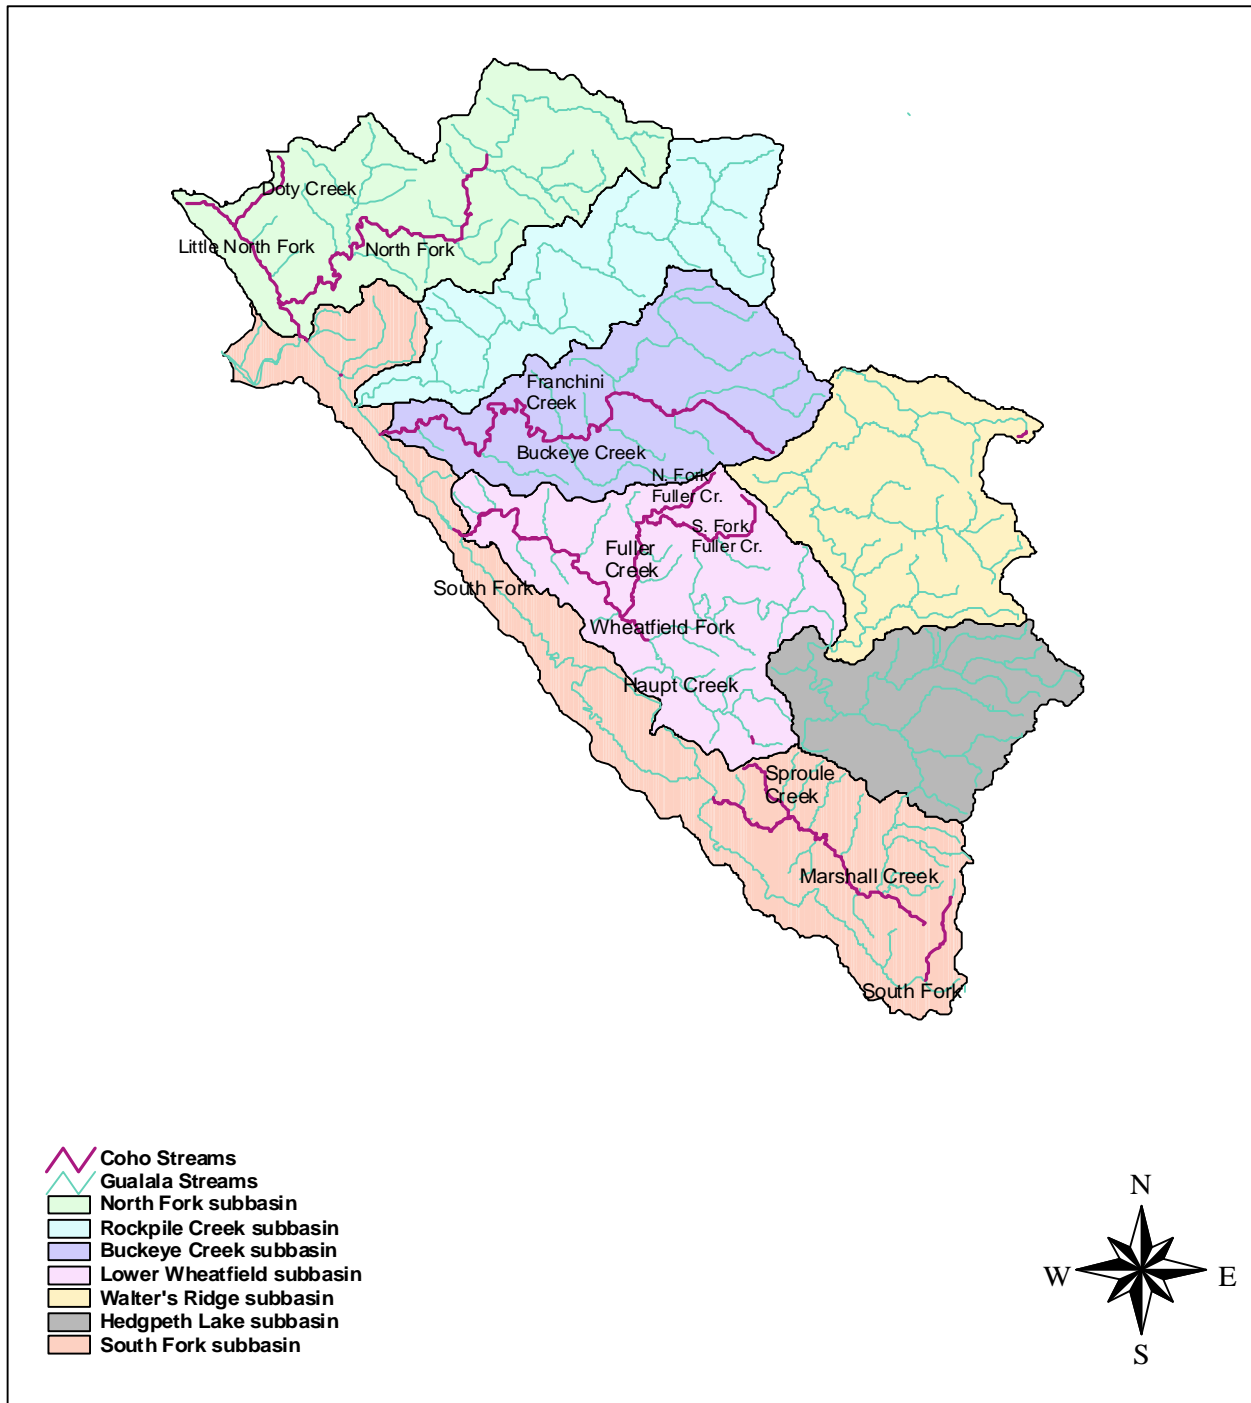 Doty Creek
Little North Fork
North Fork
Franchini
Creek
Buckeye Creek
N. Fork
Fuller Cr.
S. Fork
Fuller Cr.
Fuller
Creek
South Fork
Wheatfield Fork
Haupt Creek
Sproule
Creek
Marshall Creek
South Fork
Coho Streams
Gualala Streams
North Fork subbasin
Rockpile Creek subbasin
Buckeye Creek subbasin
Lower Wheatfield subbasin
Walter's Ridge subbasin
Hedgpeth Lake subbasin
South Fork subbasin
N
W
E
S